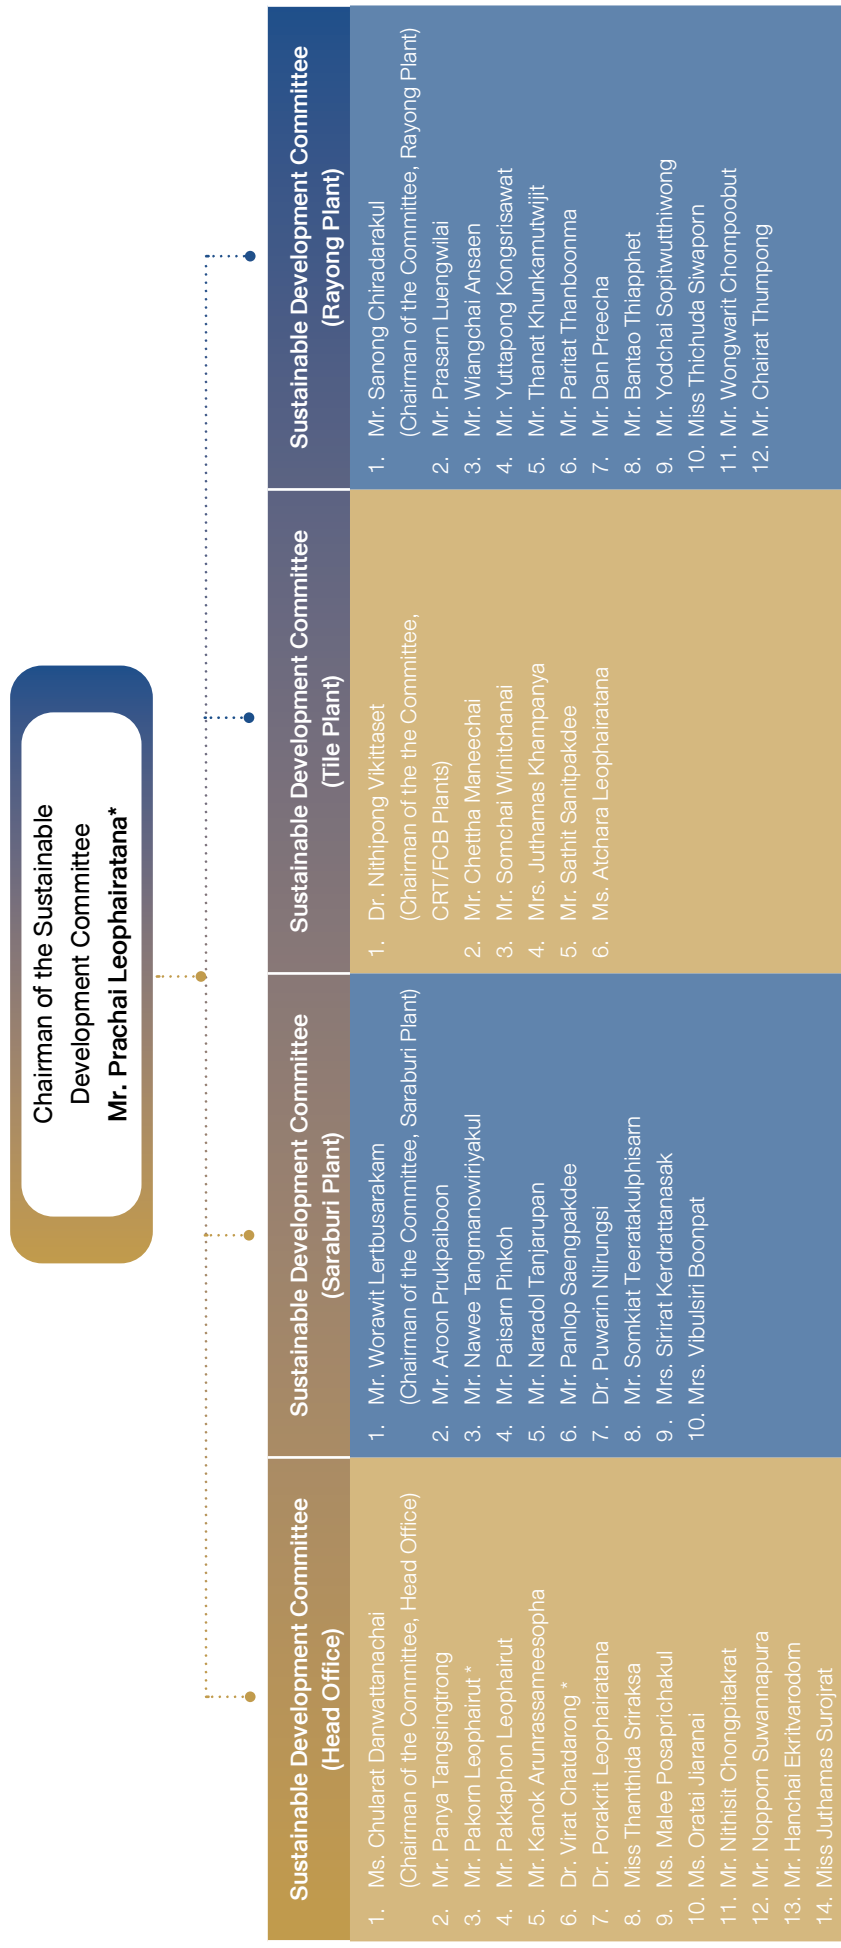 Chairman of the Sustainable
Development Committee
Mr. Prachai Leophairatana*
Sustainable Development Committee
(Head Office)
1. Ms. Chularat Danwattanachai
(Chairman of the Committee, Head Office)
2. Mr. Panya Tangsingtrong
3. Mr. Pakorn Leophairut *
4. Mr. Pakkaphon Leophairut
5. Mr. Kanok Arunrassameesopha
6. Dr. Virat Chatdarong *
7. Dr. Porakrit Leophairatana
8. Miss Thanthida Sriraksa
9. Ms. Malee Posaprichakul
10. Ms. Oratai Jiaranai
11. Mr. Nithisit Chongpitakrat
12. Mr. Nopporn Suwannapura
13. Mr. Hanchai Ekritvarodom
14. Miss Juthamas Surojrat
Sustainable Development Committee
(Saraburi Plant)
1. Mr. Worawit Lertbusarakam
(Chairman of the Committee, Saraburi Plant)
2. Mr. Aroon Prukpaiboon
3. Mr. Nawee Tangmanowiriyakul
4. Mr. Paisarn Pinkoh
5. Mr. Naradol Tanjarupan
6. Mr. Panlop Saengpakdee
7. Dr. Puwarin Nilrungsi
8. Mr. Somkiat Teeratakulphisarn
9 . Mrs. Sirirat Kerdrattanasak
10. Mrs. Vibulsiri Boonpat
Sustainable Development Committee
(Tile Plant)
1. Dr. Nithipong Vikittaset
(Chairman of the the Committee,
CRT/FCB Plants)
2. Mr. Chettha Maneechai
3. Mr. Somchai Winitchanai
4. Mrs. Juthamas Khampanya
5. Mr. Sathit Sanitpakdee
6. Ms. Atchara Leophairatana
Sustainable Development Committee
(Rayong Plant)
1. Mr. Sanong Chiradarakul
(Chairman of the Committee, Rayong Plant)
2. Mr. Prasarn Luengwilai
3. Mr. Wiangchai Ansaen
4. Mr. Yuttapong Kongsrisawat
5. Mr. Thanat Khunkamutwijit
6. Mr. Paritat Thanboonma
7. Mr. Dan Preecha
8. Mr. Bantao Thiapphet
9. Mr. Yodchai Sopitwutthiwong
10. Miss Thichuda Siwaporn
11. Mr. Wongwarit Chompoobut
12. Mr. Chairat Thumpong